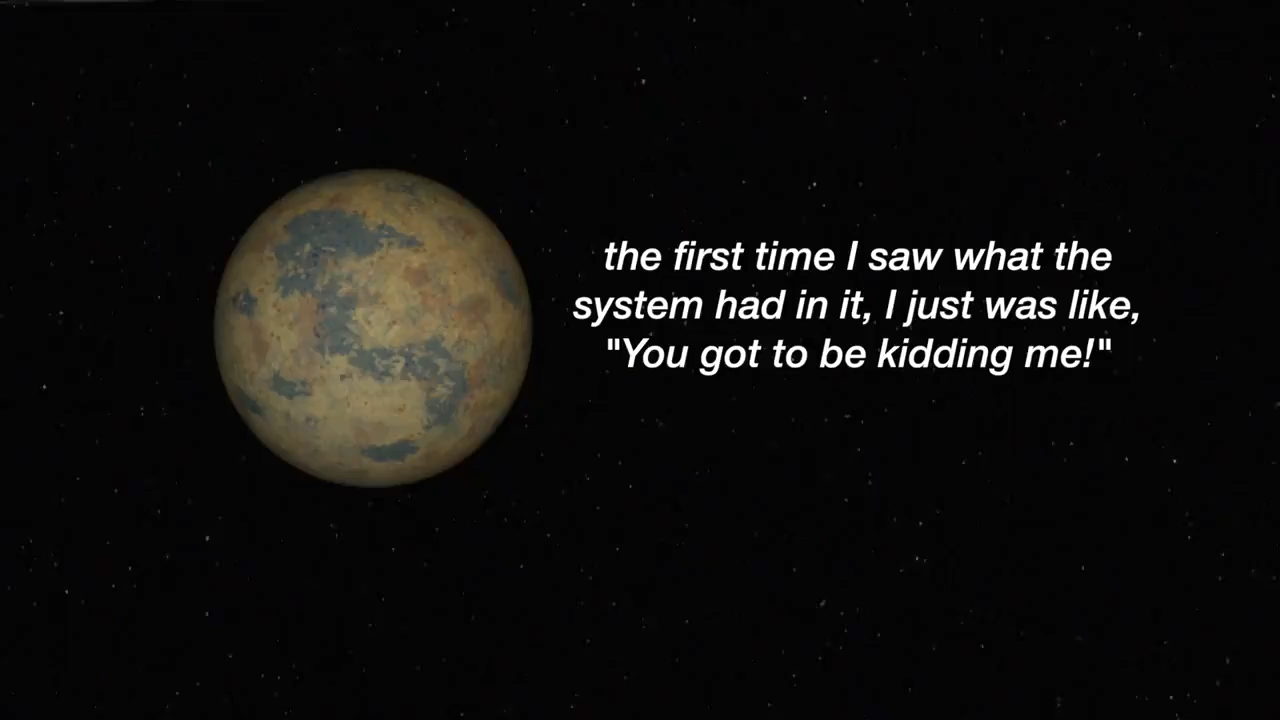 the first time I saw what the
system had in it, I just was like,
"You got to be kidding me!"